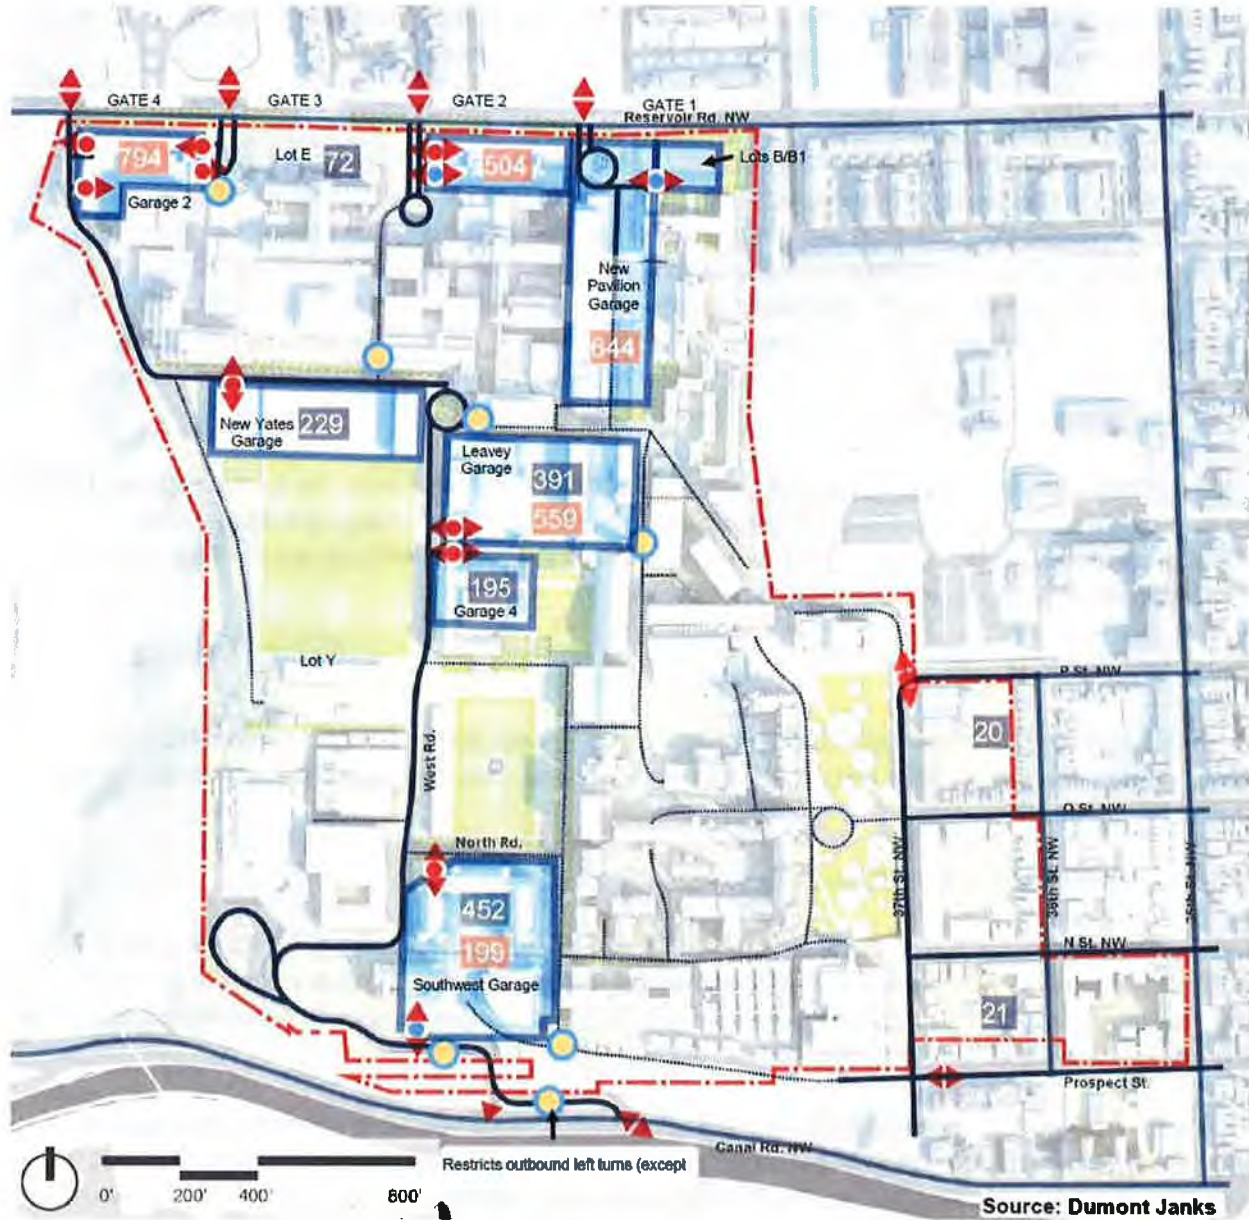 GATE 4
GATE 3
GATE 2
GATE 1
Reservoir Rd. NW
794
Lot E
72
504
Lots B/B1
Garage 2
New
Pavilion
Garage
644
New Yates
Garage
229
Leavey
Garage
391
559
195
Garage 4
Lot Y
P St. NW
20
West Rd.
O St. NW
North Rd.
37th St. NW
36th St. NW
35th St. NW
452
199
N St. NW
Southwest Garage
21
Prospect St.
Canal Rd. NW
Restricts outbound left turns (except
0'
200'
400'
800'
Source: Dumont Janks